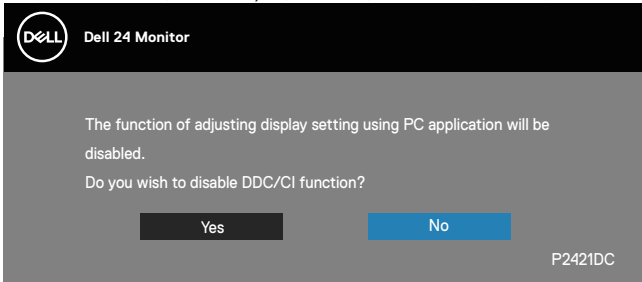 DELL
Dell 24 Monitor
The function of adjusting display setting using PC application will be
disabled.
Do you wish to disable DDC/CI function?
Yes
No
P2421DC